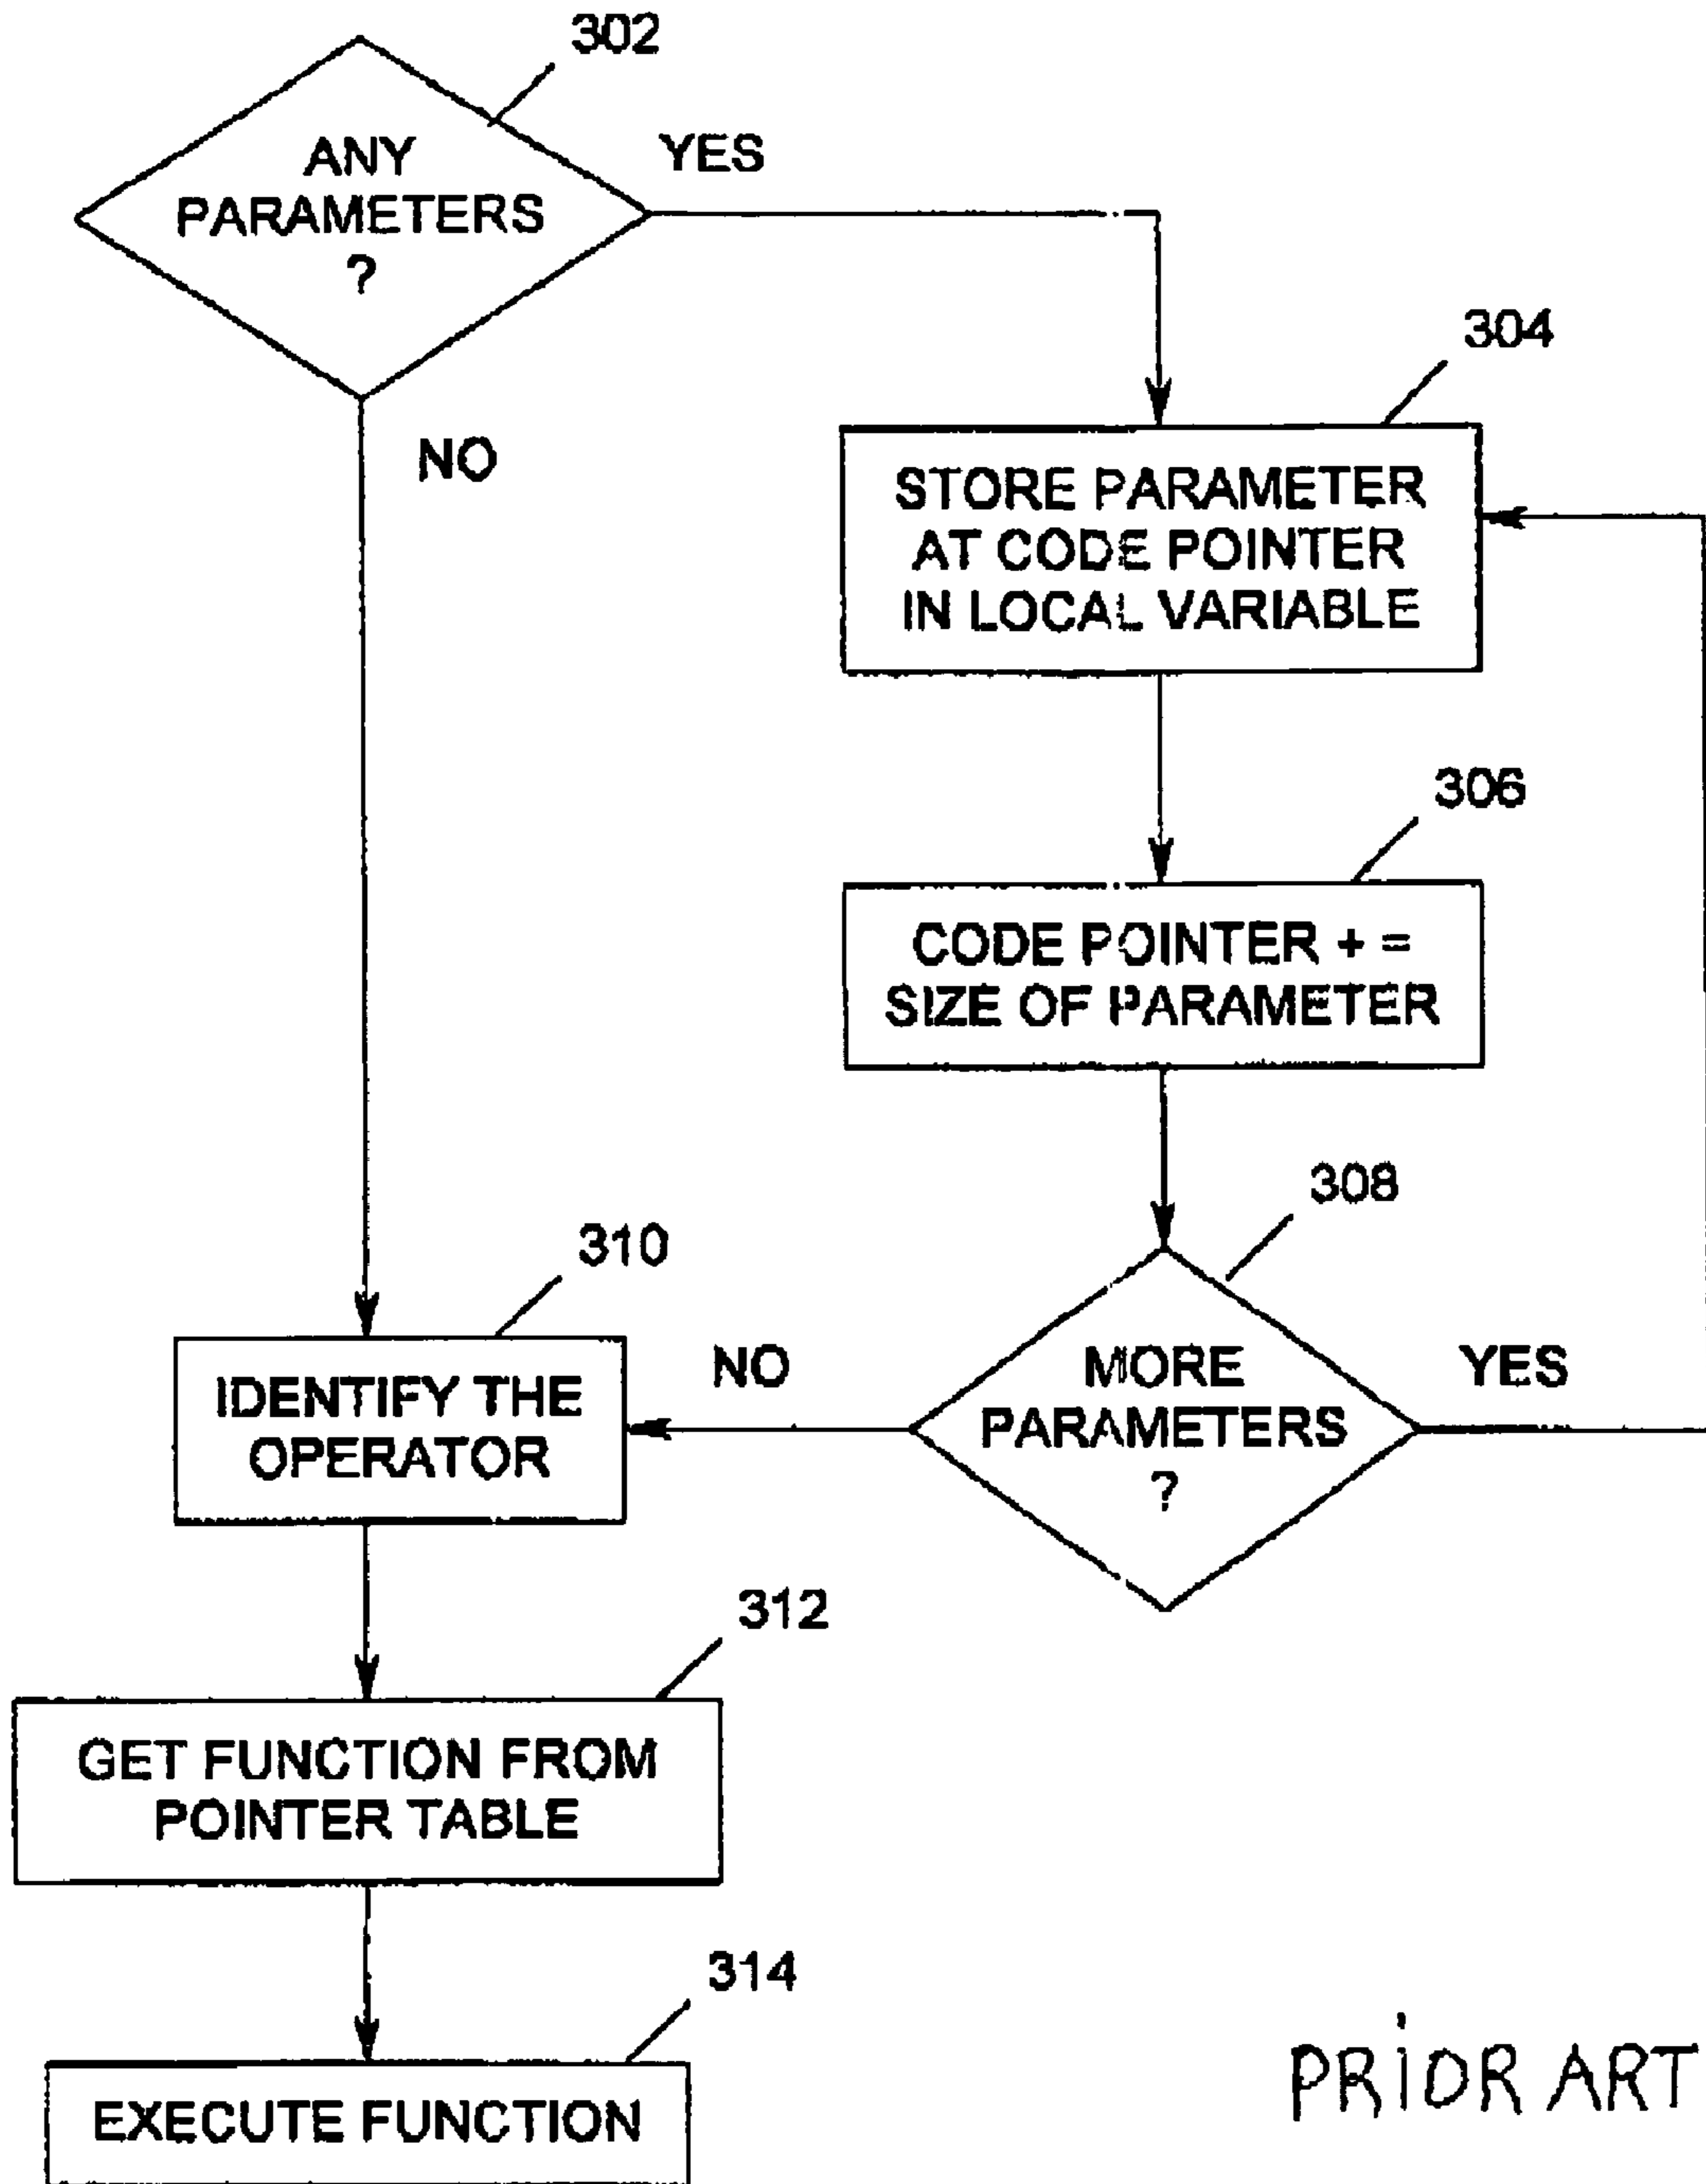 302
ANY
PARAMETERS
?
YES
NO
304
STORE PARAMETER
AT CODE POINTER
IN LOCAL VARIABLE
306
CODE POINTER + =
SIZE OF PARAMETER
308
MORE
PARAMETERS
?
YES
NO
310
IDENTIFY THE
OPERATOR
312
GET FUNCTION FROM
POINTER TABLE
314
EXECUTE FUNCTION
PRiOR ART